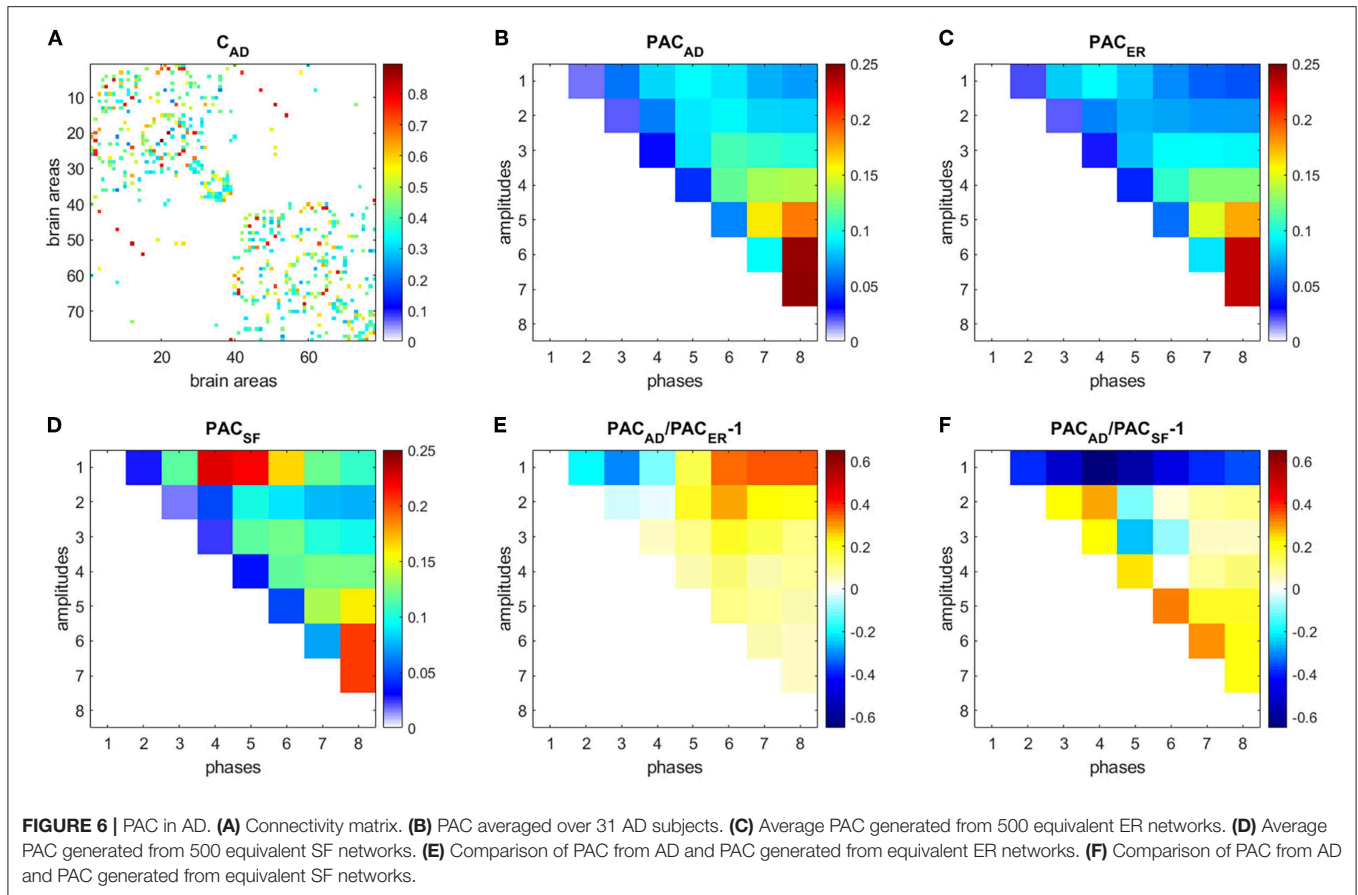 A
C_AD
10
20
30
40
50
60
70
brain areas
20
40
60
brain areas
0.8
0.7
0.6
0.5
0.4
0.3
0.2
0.1
0
B
PAC_AD
1
2
3
4
5
6
7
8
amplitudes
1 2 3 4 5 6 7 8
phases
0.25
0.2
0.15
0.1
0.05
0
C
PAC_ER
1
2
3
4
5
6
7
8
amplitudes
1 2 3 4 5 6 7 8
phases
0.25
0.2
0.15
0.1
0.05
0
D
PAC_SF
1
2
3
4
5
6
7
8
amplitudes
1 2 3 4 5 6 7 8
phases
0.25
0.2
0.15
0.1
0.05
0
E
PAC_AD/PAC_ER-1
1
2
3
4
5
6
7
8
amplitudes
1 2 3 4 5 6 7 8
phases
0.6
0.4
0.2
0
-0.2
-0.4
-0.6
F
PAC_AD/PAC_SF-1
1
2
3
4
5
6
7
8
amplitudes
1 2 3 4 5 6 7 8
phases
0.6
0.4
0.2
0
-0.2
-0.4
-0.6
FIGURE 6 | PAC in AD. (A) Connectivity matrix. (B) PAC averaged over 31 AD subjects. (C) Average PAC generated from 500 equivalent ER networks. (D) Average
PAC generated from 500 equivalent SF networks. (E) Comparison of PAC from AD and PAC generated from equivalent ER networks. (F) Comparison of PAC from AD
and PAC generated from equivalent SF networks.